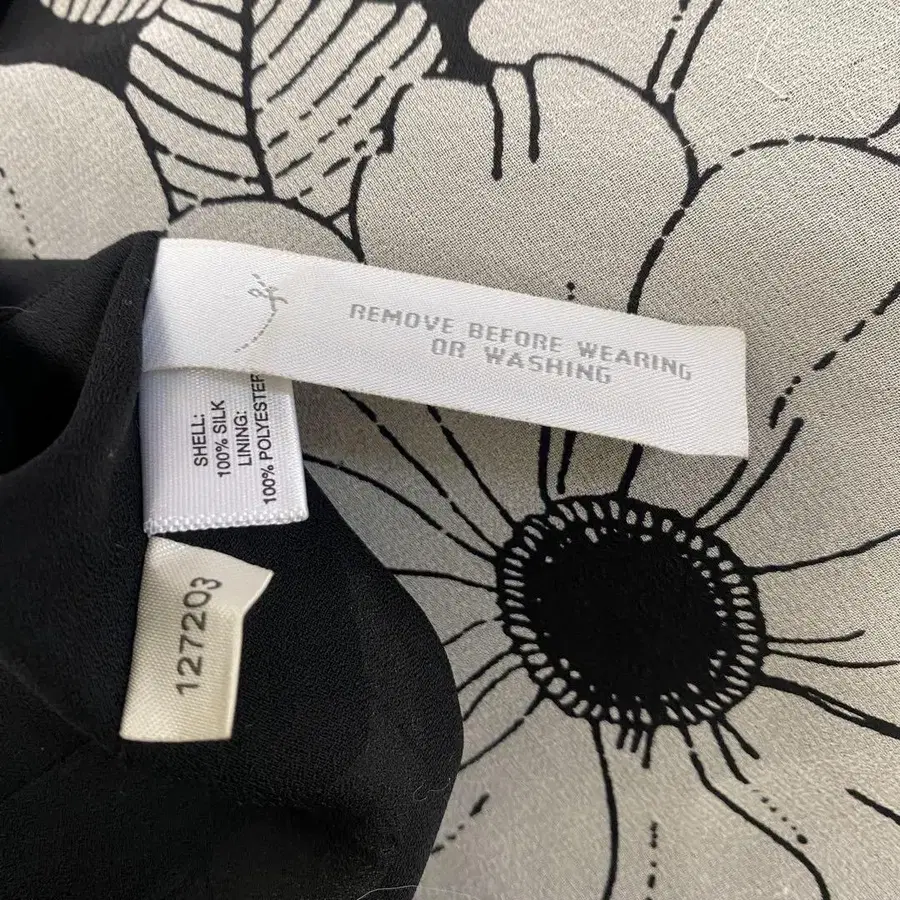 REMOVE BEFORE WEARING
OR WASHING
SHELL:
100% SILK
LINING:
100% POLYESTER
127203